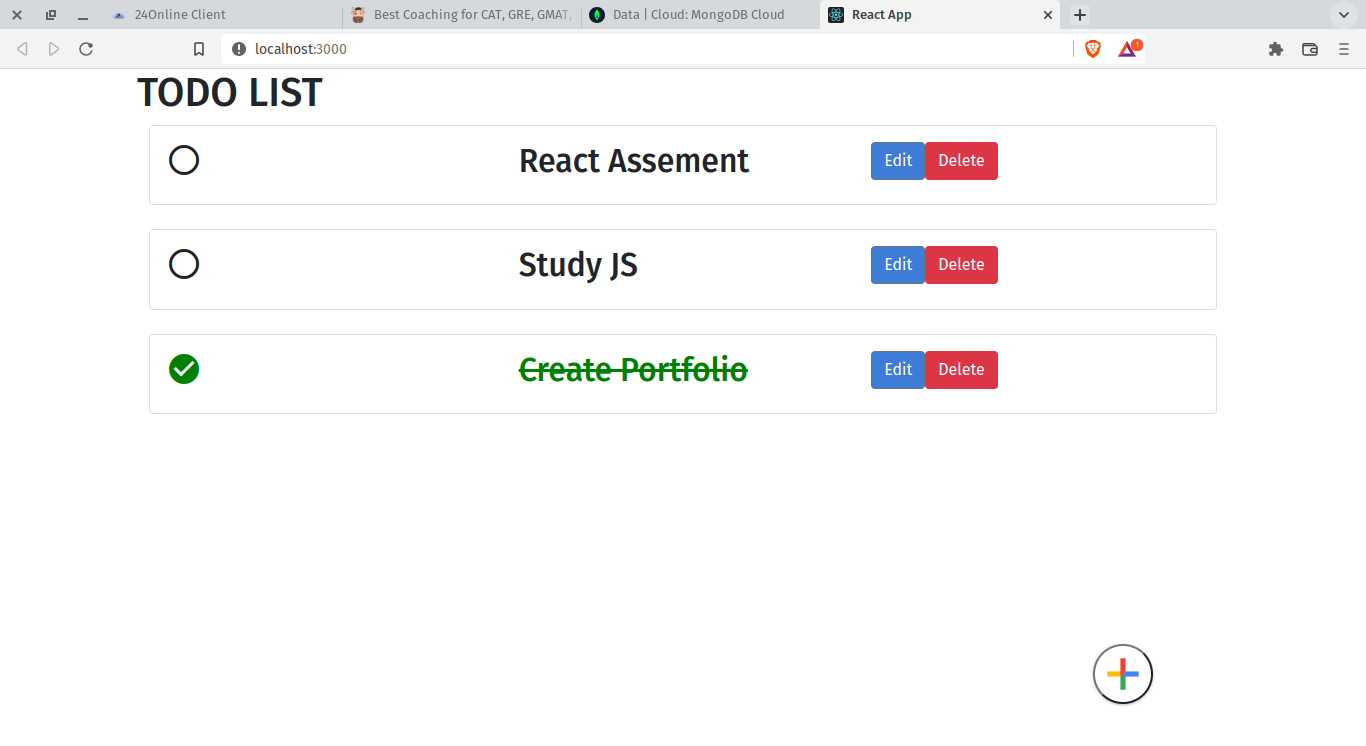 24Online Client
Best Coaching for CAT, GRE, GMAT,
Data | Cloud: MongoDB Cloud
React App
localhost:3000
1
TODO LIST
React Assement
Edit
Delete
Study JS
Edit
Delete
Create Portfolio
Edit
Delete